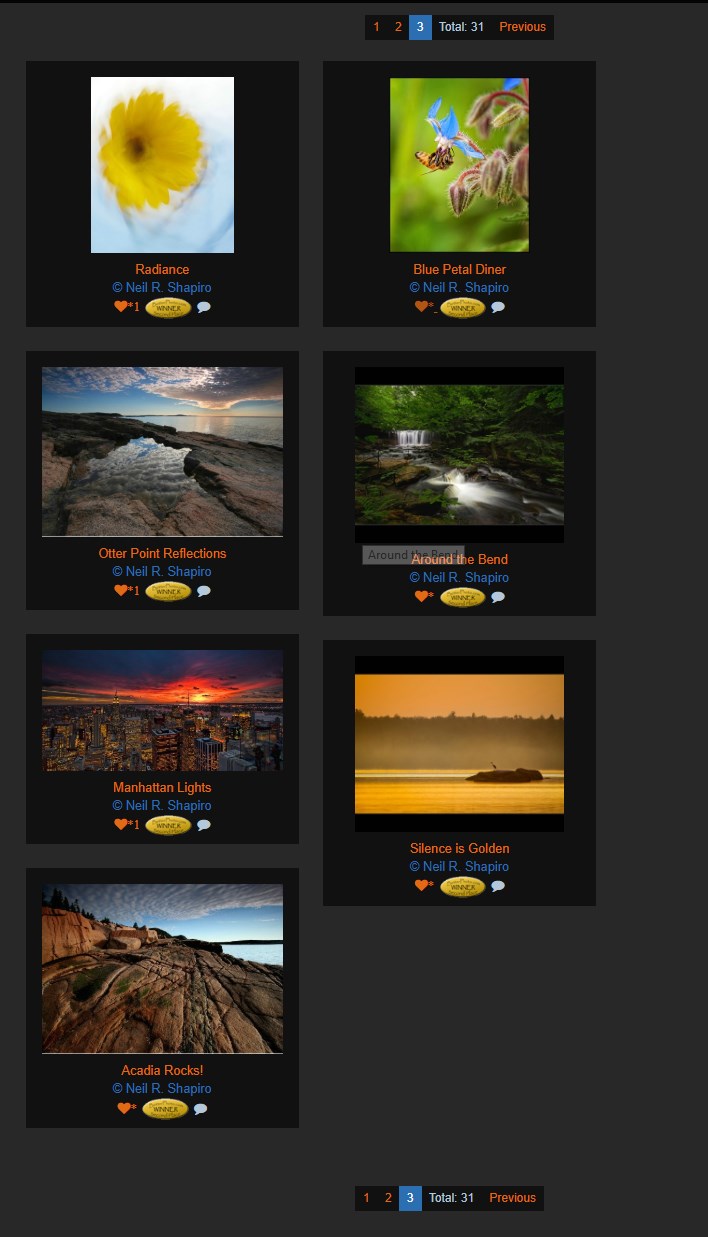 1 2 3 Total: 31 Previous
Radiance
© Neil R. Shapiro
*1 WINNER
Blue Petal Diner
© Neil R. Shapiro
* WINNER
Otter Point Reflections
© Neil R. Shapiro
*1 WINNER
Around the Bend
Around the Bend
© Neil R. Shapiro
* WINNER
Manhattan Lights
© Neil R. Shapiro
*1 WINNER
Silence is Golden
© Neil R. Shapiro
* WINNER
Acadia Rocks!
© Neil R. Shapiro
* WINNER
1 2 3 Total: 31 Previous